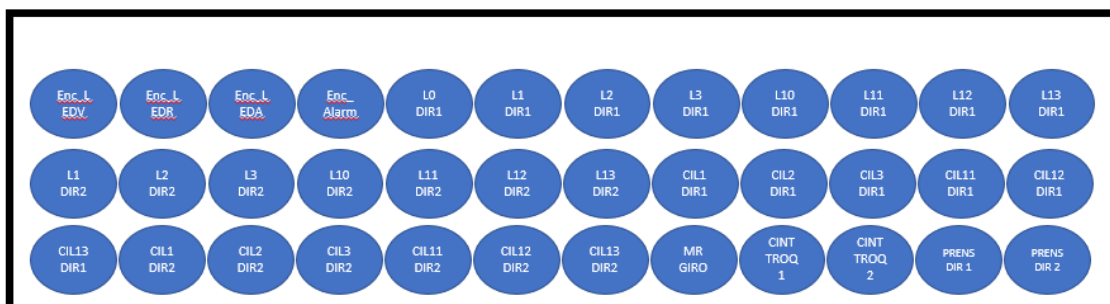 Enc_L
EDV
Enc_L
EDR
Enc_L
EDA
Enc_
Alarm
L0
DIR1
L1
DIR1
L2
DIR1
L3
DIR1
L10
DIR1
L11
DIR1
L12
DIR1
L13
DIR1
L1
DIR2
L2
DIR2
L3
DIR2
L10
DIR2
L11
DIR2
L12
DIR2
L13
DIR2
CIL1
DIR1
CIL2
DIR1
CIL3
DIR1
CIL11
DIR1
CIL12
DIR1
CIL13
DIR1
CIL1
DIR2
CIL2
DIR2
CIL3
DIR2
CIL11
DIR2
CIL12
DIR2
CIL13
DIR2
MR
GIRO
CINT
TROQ
1
CINT
TROQ
2
PRENS
DIR 1
PRENS
DIR 2